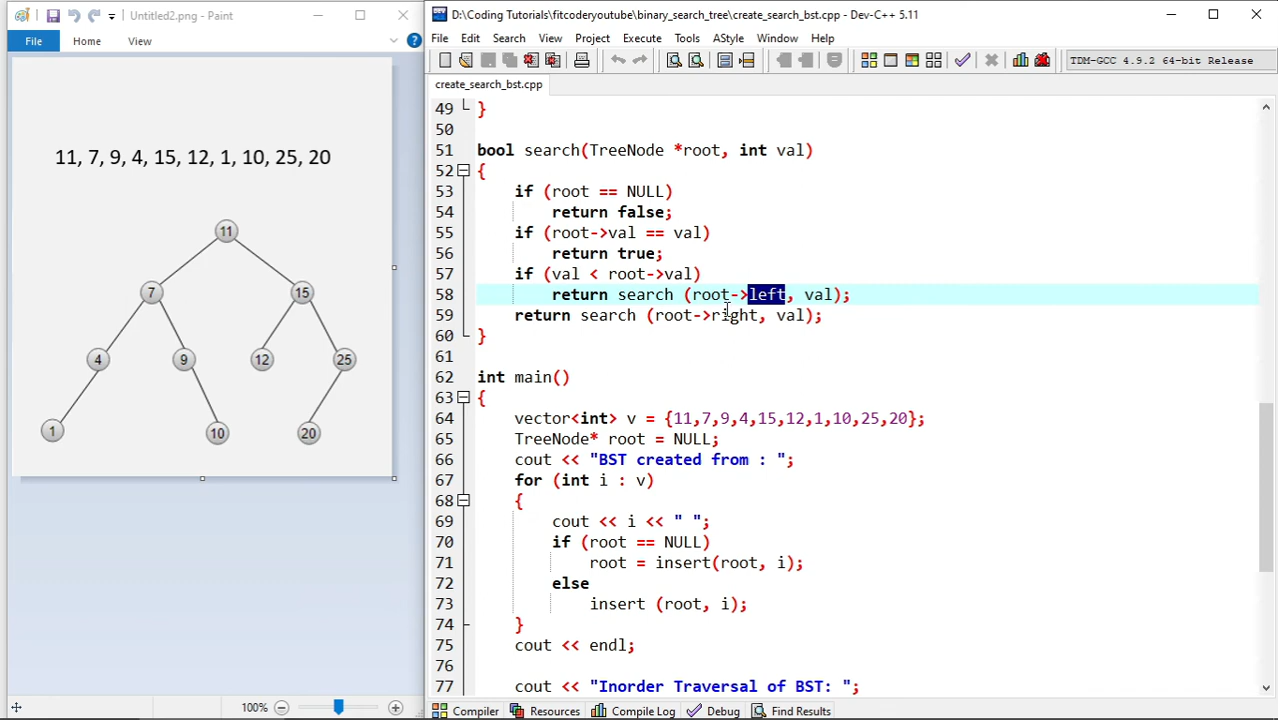 Untitled2.png - Paint
File Home View
11, 7, 9, 4, 15, 12, 1, 10, 25, 20
11
7 15
4 9 12 25
1 10 20
100%
D:\Coding Tutorials\fitcoderyoutube\binary_search_tree\create_search_bst.cpp - Dev-C++ 5.11
File Edit Search View Project Execute Tools AStyle Window Help
TDM-GCC 4.9.2 64-bit Release
create_search_bst.cpp
49 }
50
51 bool search(TreeNode *root, int val)
52 {
53 if (root == NULL)
54 return false;
55 if (root->val == val)
56 return true;
57 if (val < root->val)
58 return search (root->left, val);
59 return search (root->right, val);
60 }
61
62 int main()
63 {
64 vector<int> v = {11,7,9,4,15,12,1,10,25,20};
65 TreeNode* root = NULL;
66 cout << "BST created from : ";
67 for (int i : v)
68 {
69 cout << i << " ";
70 if (root == NULL)
71 root = insert(root, i);
72 else
73 insert (root, i);
74 }
75 cout << endl;
76
77 cout << "Inorder Traversal of BST: ";
Compiler Resources Compile Log Debug Find Results